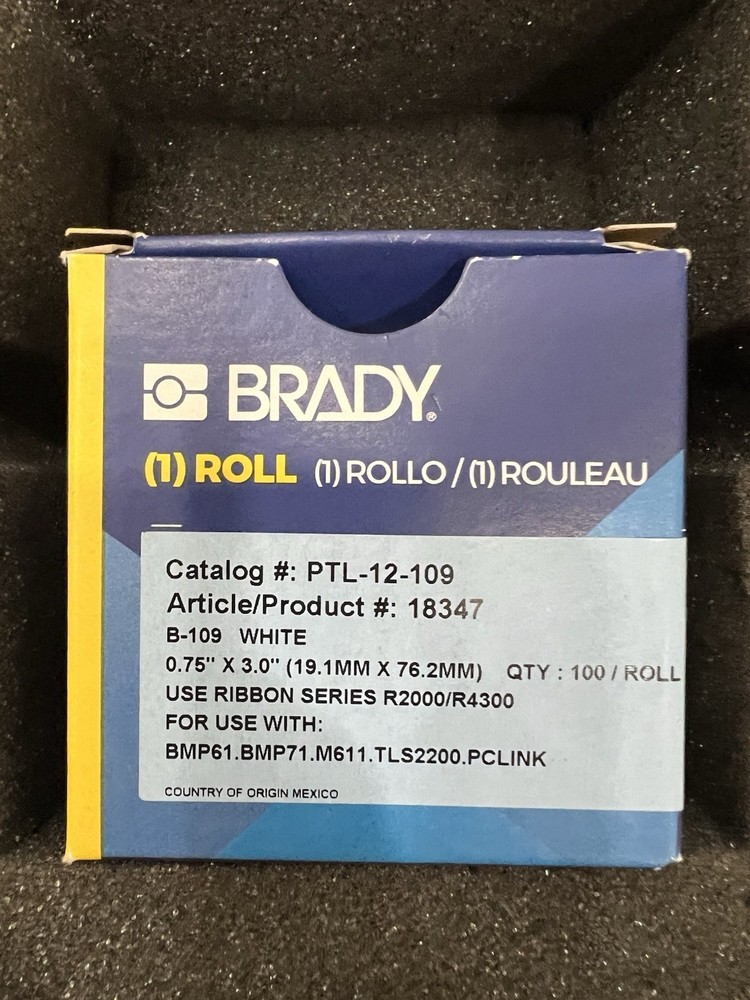 BRADY®
(1) ROLL (1) ROLLO / (1) ROULEAU
Catalog #: PTL-12-109
Article/Product #: 18347
B-109 WHITE
0.75" X 3.0" (19.1MM X 76.2MM) QTY : 100 / ROLL
USE RIBBON SERIES R2000/R4300
FOR USE WITH:
BMP61.BMP71.M611.TLS2200.PCLINK
COUNTRY OF ORIGIN MEXICO